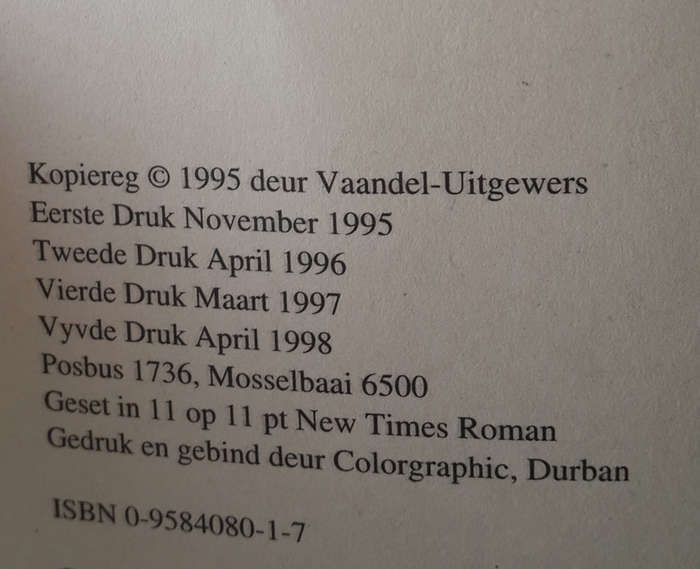 Kopiereg © 1995 deur Vaandel-Uitgewers
Eerste Druk November 1995
Tweede Druk April 1996
Vierde Druk Maart 1997
Vyvde Druk April 1998
Posbus 1736, Mosselbaai 6500
Geset in 11 op 11 pt New Times Roman
Gedruk en gebind deur Colorgraphic, Durban
ISBN 0-9584080-1-7